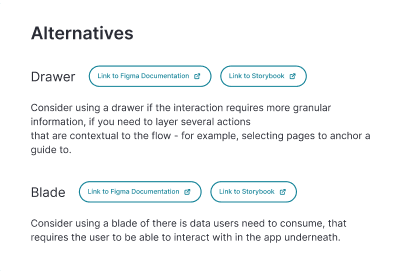 Alternatives
Drawer
Link to Figma Documentation
Link to Storybook
Consider using a drawer if the interaction requires more granular
information, if you need to layer several actions
that are contextual to the flow - for example, selecting pages to anchor a
guide to.
Blade
Link to Figma Documentation
Link to Storybook
Consider using a blade of there is data users need to consume, that
requires the user to be able to interact with in the app underneath.